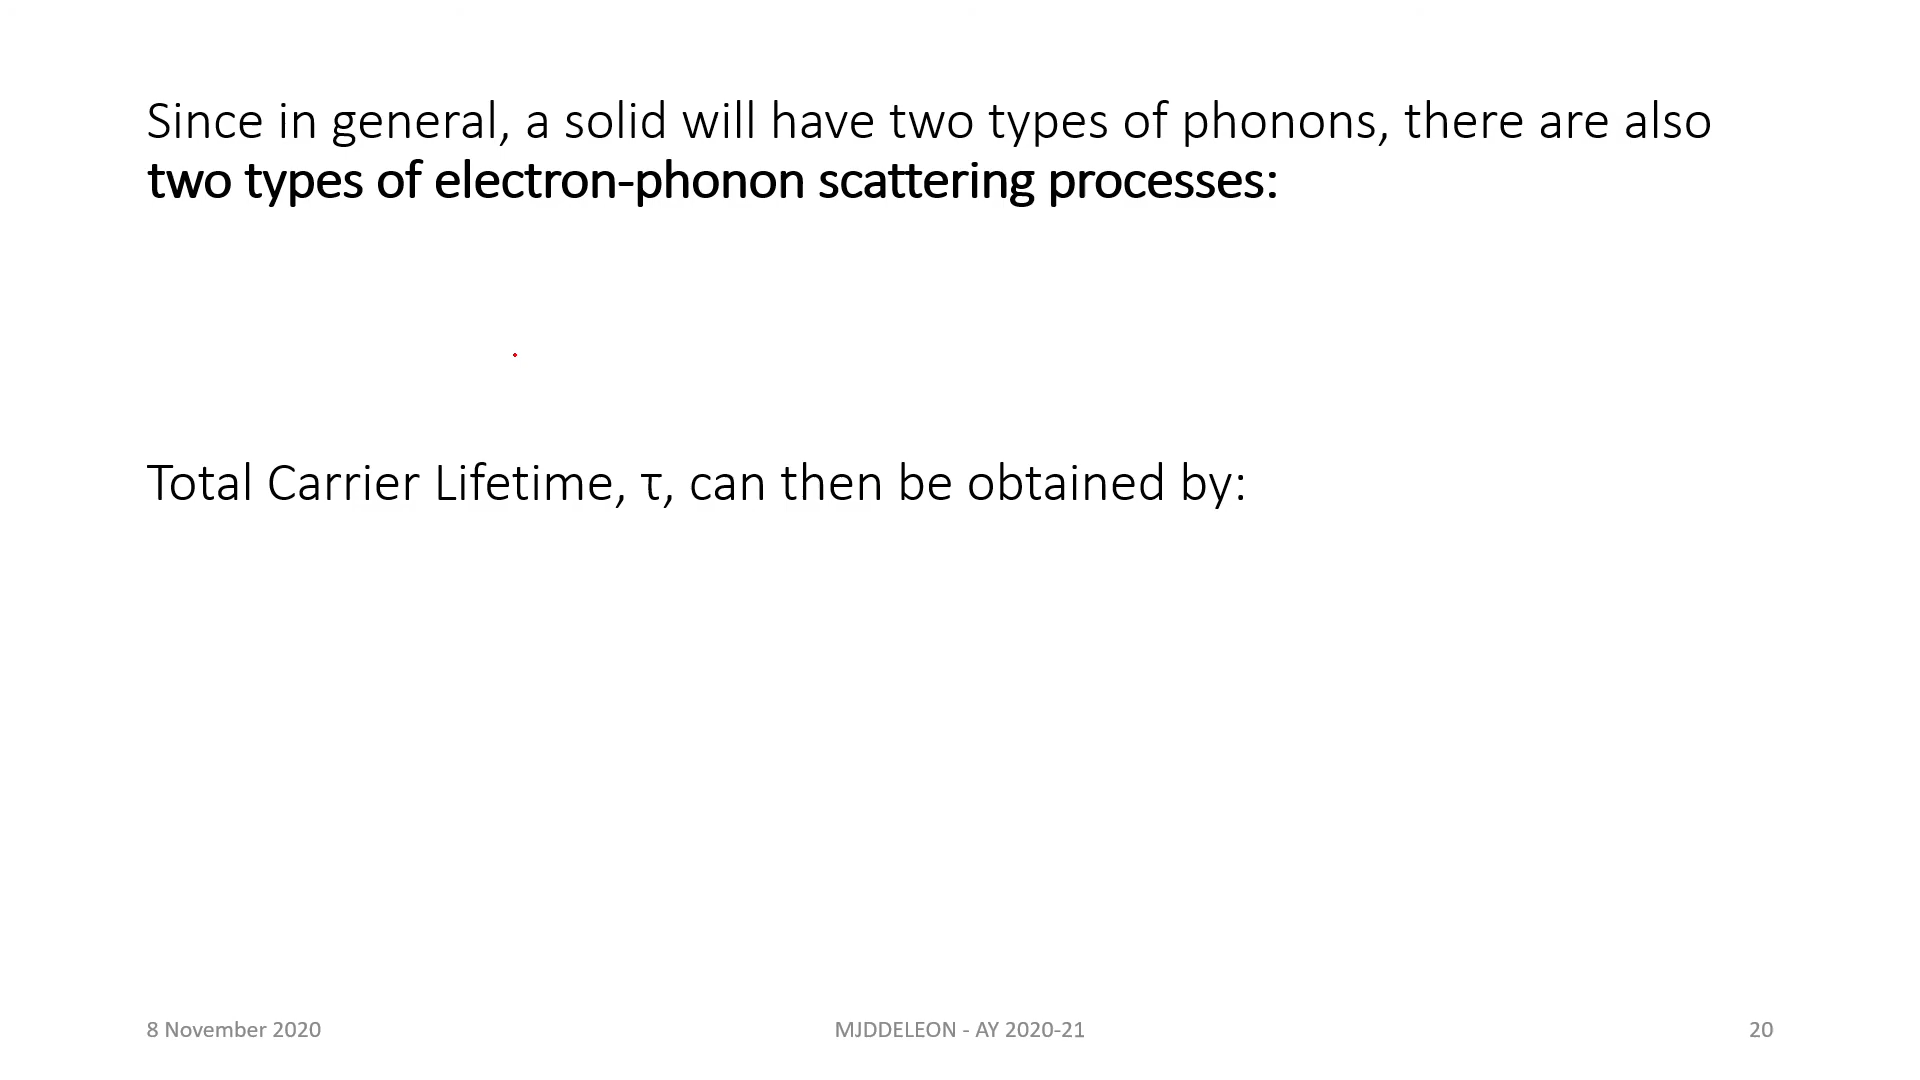 Since in general, a solid will have two types of phonons, there are also
two types of electron-phonon scattering processes:
Total Carrier Lifetime, τ, can then be obtained by:
8 November 2020
MJDDELEON - AY 2020-21
20